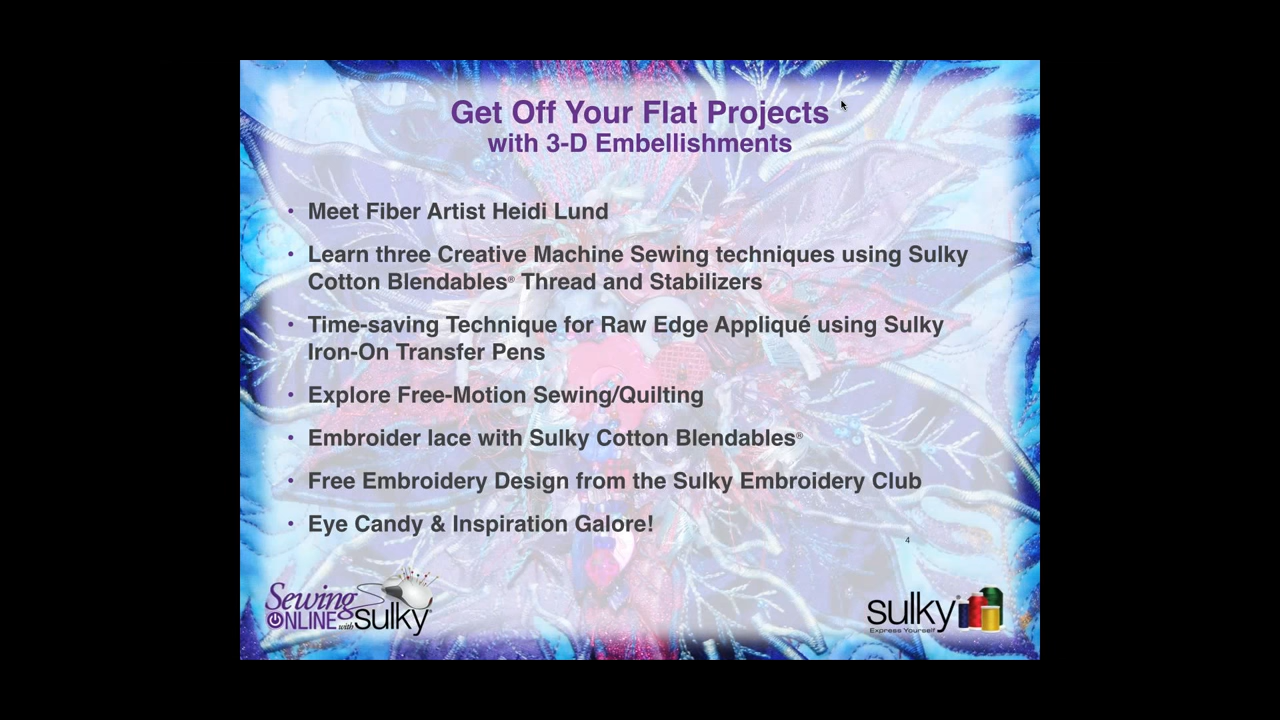 Get Off Your Flat Projects
with 3-D Embellishments
• Meet Fiber Artist Heidi Lund
• Learn three Creative Machine Sewing techniques using Sulky
Cotton Blendables® Thread and Stabilizers
• Time-saving Technique for Raw Edge Appliqué using Sulky
Iron-On Transfer Pens
• Explore Free-Motion Sewing/Quilting
• Embroider lace with Sulky Cotton Blendables®
• Free Embroidery Design from the Sulky Embroidery Club
• Eye Candy & Inspiration Galore!
4
Sewing
ONLINE with sulky
sulky
Express Yourself